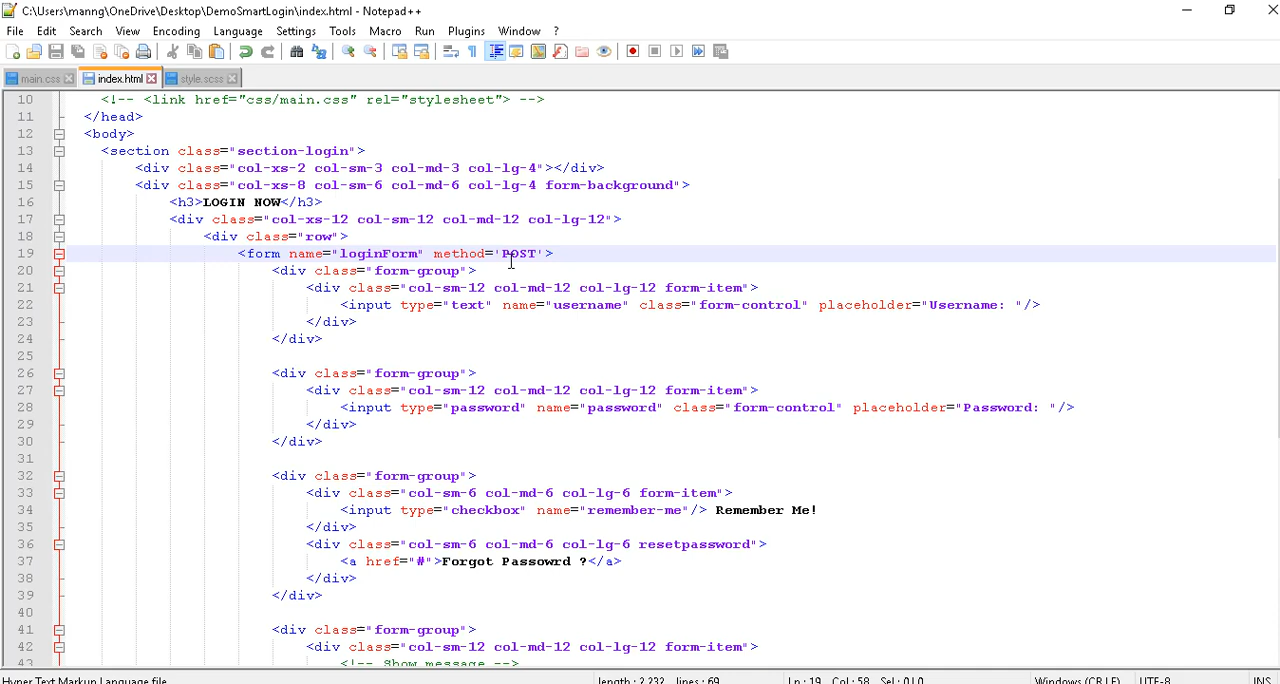 C:\Users\manng\OneDrive\Desktop\DemoSmartLogin\index.html - Notepad++
File Edit Search View Encoding Language Settings Tools Macro Run Plugins Window ?
main.css index.html style.scss
10 <!-- <link href="css/main.css" rel="stylesheet"> -->
11 </head>
12 <body>
13 <section class="section-login">
14 <div class="col-xs-2 col-sm-3 col-md-3 col-lg-4"></div>
15 <div class="col-xs-8 col-sm-6 col-md-6 col-lg-4 form-background">
16 <h3>LOGIN NOW</h3>
17 <div class="col-xs-12 col-sm-12 col-md-12 col-lg-12">
18 <div class="row">
19 <form name="loginForm" method='POST'>
20 <div class="form-group">
21 <div class="col-sm-12 col-md-12 col-lg-12 form-item">
22 <input type="text" name="username" class="form-control" placeholder="Username: "/>
23 </div>
24 </div>
25
26 <div class="form-group">
27 <div class="col-sm-12 col-md-12 col-lg-12 form-item">
28 <input type="password" name="password" class="form-control" placeholder="Password: "/>
29 </div>
30 </div>
31
32 <div class="form-group">
33 <div class="col-sm-6 col-md-6 col-lg-6 form-item">
34 <input type="checkbox" name="remember-me"/> Remember Me!
35 </div>
36 <div class="col-sm-6 col-md-6 col-lg-6 resetpassword">
37 <a href="#">Forgot Passowrd ?</a>
38 </div>
39 </div>
40
41 <div class="form-group">
42 <div class="col-sm-12 col-md-12 col-lg-12 form-item">
43 <!-- Show message -->
Hyper Text Markup Language file length : 2,232 lines : 69 Ln : 19 Col : 58 Sel : 0 | 0 Windows (CR LF) UTF-8 INS